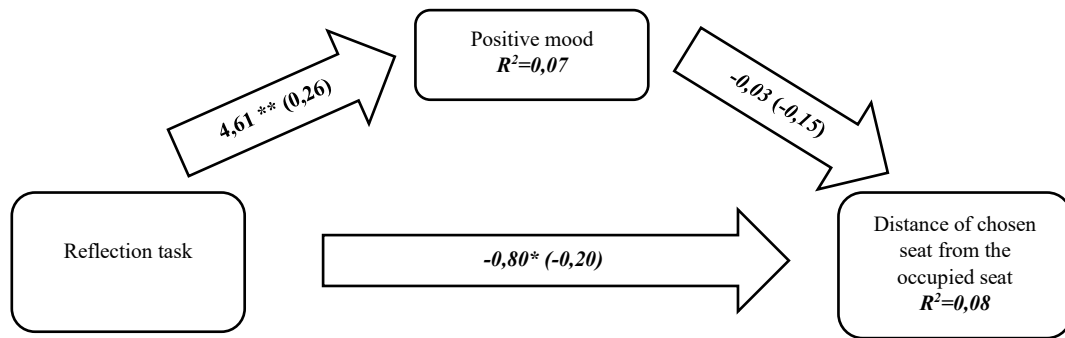 Positive mood
R²=0,07
4,61 ** (0,26)
-0,03 (-0,15)
Reflection task
-0,80* (-0,20)
Distance of chosen
seat from the
occupied seat
R²=0,08